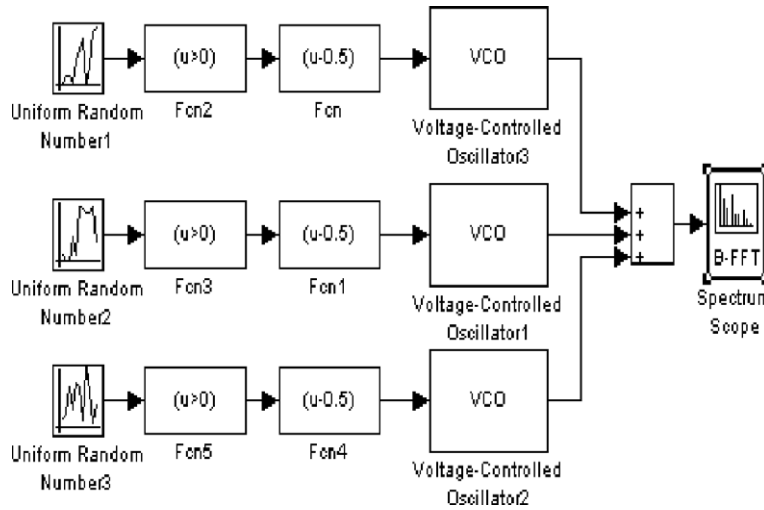 (u>0)
(u-0.5)
VCO
Uniform Random
Number1
Fcn2
Fcn
Voltage-Controlled
Oscillator3
(u>0)
(u-0.5)
VCO
+
+
+
B-FFT
Spectrum
Scope
Uniform Random
Number2
Fcn3
Fcn1
Voltage-Controlled
Oscillator1
(u>0)
(u-0.5)
VCO
Uniform Random
Number3
Fcn5
Fcn4
Voltage-Controlled
Oscillator2